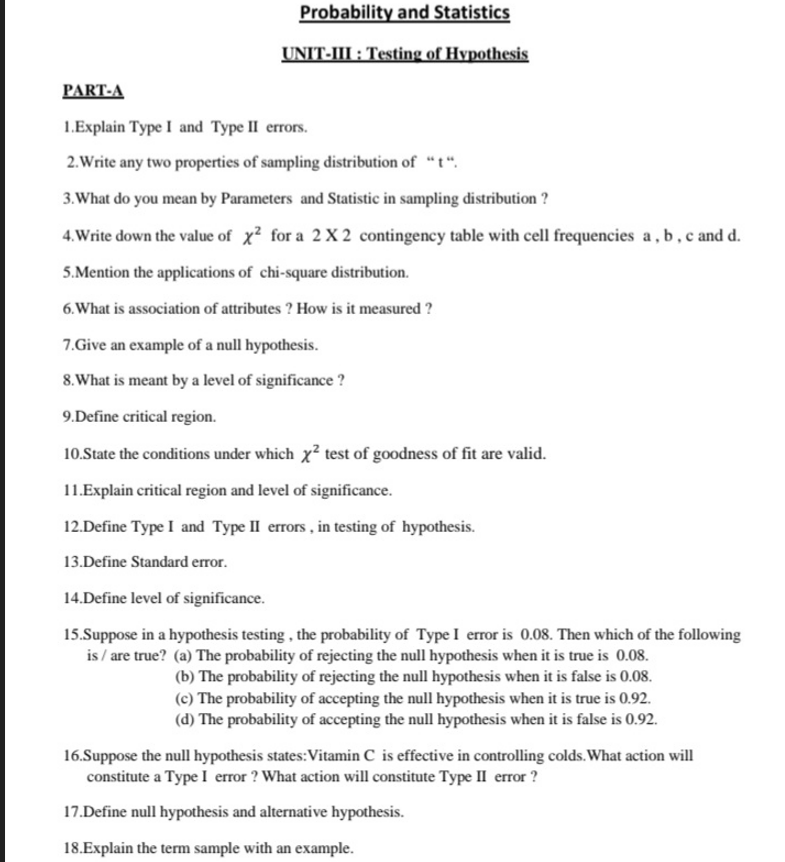 Probability and Statistics
UNIT-III : Testing of Hypothesis
PART-A
1.Explain Type I and Type II errors.
2.Write any two properties of sampling distribution of “ t “.
3.What do you mean by Parameters and Statistic in sampling distribution ?
4.Write down the value of χ² for a 2 X 2 contingency table with cell frequencies a , b , c and d.
5.Mention the applications of chi-square distribution.
6.What is association of attributes ? How is it measured ?
7.Give an example of a null hypothesis.
8.What is meant by a level of significance ?
9.Define critical region.
10.State the conditions under which χ² test of goodness of fit are valid.
11.Explain critical region and level of significance.
12.Define Type I and Type II errors , in testing of hypothesis.
13.Define Standard error.
14.Define level of significance.
15.Suppose in a hypothesis testing , the probability of Type I error is 0.08. Then which of the following
is / are true? (a) The probability of rejecting the null hypothesis when it is true is 0.08.
(b) The probability of rejecting the null hypothesis when it is false is 0.08.
(c) The probability of accepting the null hypothesis when it is true is 0.92.
(d) The probability of accepting the null hypothesis when it is false is 0.92.
16.Suppose the null hypothesis states:Vitamin C is effective in controlling colds.What action will
constitute a Type I error ? What action will constitute Type II error ?
17.Define null hypothesis and alternative hypothesis.
18.Explain the term sample with an example.